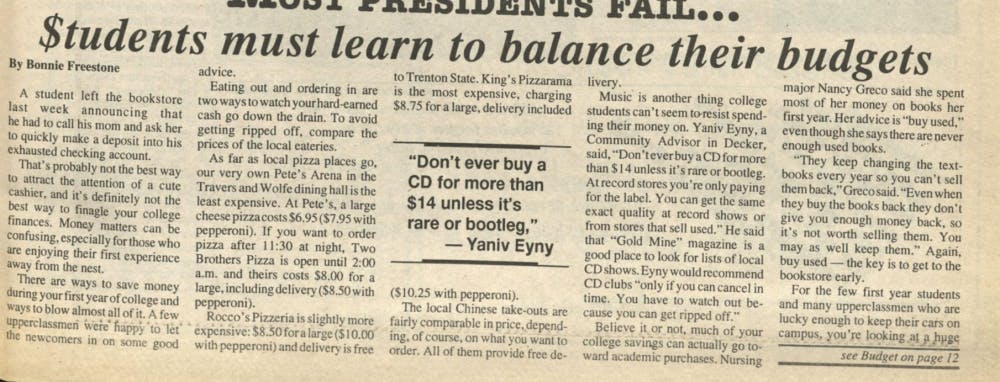 MOST PRESIDENTS FAIL...
$tudents must learn to balance their budgets
By Bonnie Freestone
A student left the bookstore
last week announcing that
he had to call his mom and ask her
to quickly make a deposit into his
exhausted checking account.
That's probably not the best way
to attract the attention of a cute
cashier, and it's definitely not the
best way to finagle your college
finances. Money matters can be
confusing, especially for those who
are enjoying their first experience
away from the nest.
There are ways to save money
during your first year of college and
ways to blow almost all of it. A few
upperclassmen were happy to let
the newcomers in on some good
advice.
Eating out and ordering in are
two ways to watch your hard-earned
cash go down the drain. To avoid
getting ripped off, compare the
prices of the local eateries.
As far as local pizza places go,
our very own Pete's Arena in the
Travers and Wolfe dining hall is the
least expensive. At Pete's, a large
cheese pizza costs $6.95 ($7.95 with
pepperoni). If you want to order
pizza after 11:30 at night, Two
Brothers Pizza is open until 2:00
a.m. and theirs costs $8.00 for a
large, including delivery ($8.50 with
pepperoni).
Rocco's Pizzeria is slightly more
expensive: $8.50 for a large ($10.00
with pepperoni) and delivery is free
to Trenton State. King's Pizzarama
is the most expensive, charging
$8.75 for a large, delivery included
"Don't ever buy a
CD for more than
$14 unless it's
rare or bootleg,"
— Yaniv Eyny
($10.25 with pepperoni).
The local Chinese take-outs are
fairly comparable in price, depend-
ing, of course, on what you want to
order. All of them provide free de-
livery.
Music is another thing college
students can't seem to resist spend-
ing their money on. Yaniv Eyny, a
Community Advisor in Decker,
said, "Don't ever buy a CD for more
than $14 unless it's rare or bootleg.
At record stores you're only paying
for the label. You can get the same
exact quality at record shows or
from stores that sell used." He said
that "Gold Mine" magazine is a
good place to look for lists of local
CD shows. Eyny would recommend
CD clubs "only if you can cancel in
time. You have to watch out be-
cause you can get ripped off."
Believe it or not, much of your
college savings can actually go to-
ward academic purchases. Nursing
major Nancy Greco said she spent
most of her money on books her
first year. Her advice is "buy used,"
even though she says there are never
enough used books.
"They keep changing the text-
books every year so you can't sell
them back," Greco said. "Even when
they buy the books back they don't
give you enough money back, so
it's not worth selling them. You
may as well keep them." Again,
buy used — the key is to get to the
bookstore early.
For the few first year students
and many upperclassmen who are
lucky enough to keep their cars on
campus, you're looking at a huge
see Budget on page 12